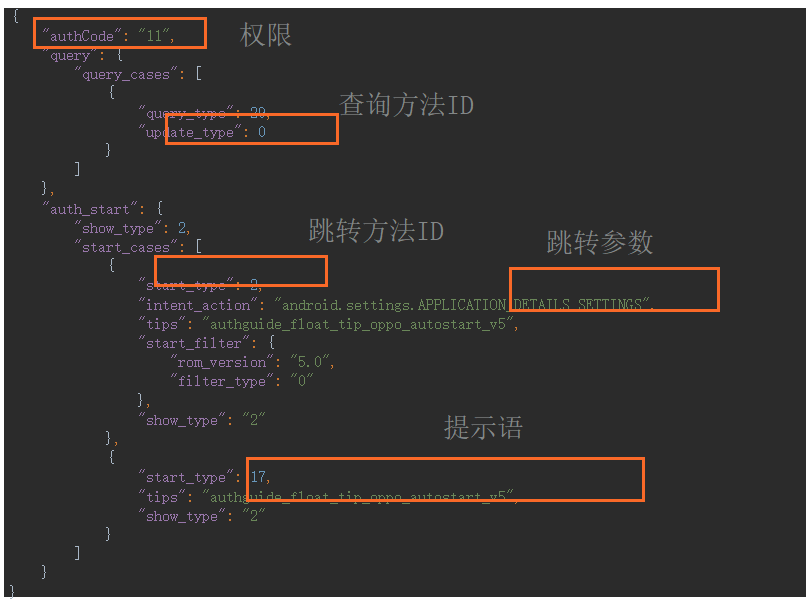 {
"authCode": "11",
权限
"query": {
"query_cases": [
{
查询方法ID
"query_type": 29,
"update_type": 0
}
]
},
"auth_start": {
"show_type": 2,
跳转方法ID
"start_cases": [
跳转参数
{
"start_type": 2,
"intent_action": "android.settings.APPLICATION_DETAILS_SETTINGS",
"tips": "authguide_float_tip_oppo_autostart_v5",
"start_filter": {
"rom_version": "5.0",
"filter_type": "0"
},
"show_type": "2"
提示语
},
{
"start_type": 17,
"tips": "authguide_float_tip_oppo_autostart_v5",
"show_type": "2"
}
]
}
}